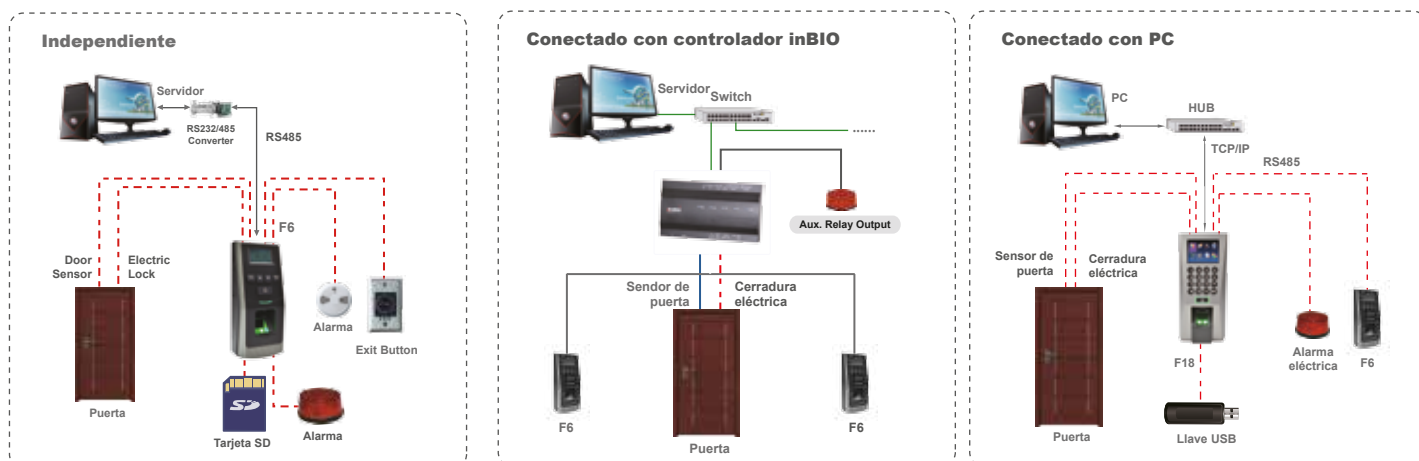 Independiente
Servidor
RS232/485
Converter
RS485
F6
Door
Sensor
Electric
Lock
Alarma
Exit Button
Puerta
SD
Tarjeta SD
Alarma
Conectado con controlador inBIO
Servidor
Switch
......
Aux. Relay Output
Sendor de
puerta
Cerradura
eléctrica
F6
F6
Puerta
Conectado con PC
PC
HUB
TCP/IP
RS485
Sensor de
puerta
Cerradura
eléctrica
F18
Alarma
eléctrica
F6
Puerta
Llave USB